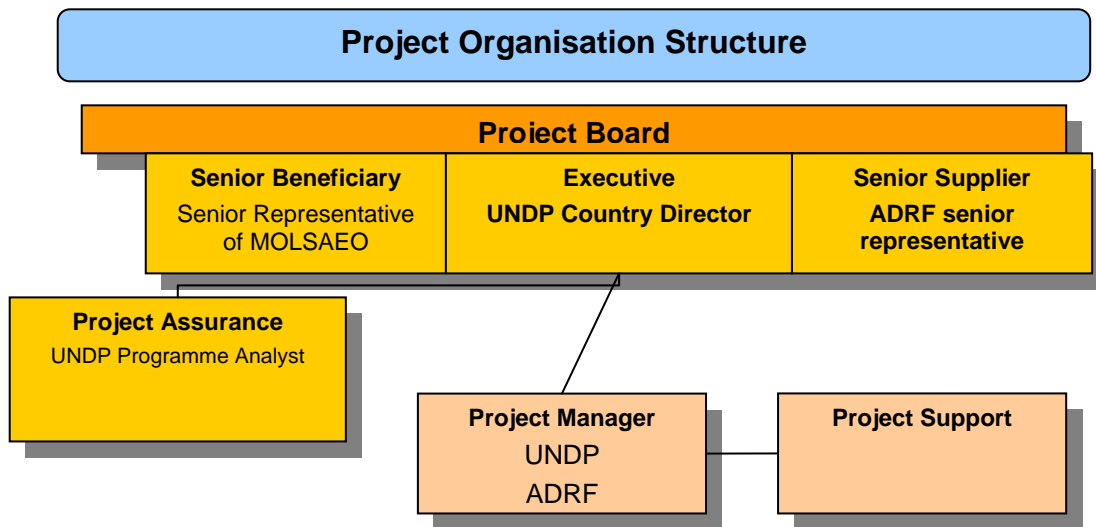 Project Organisation Structure
Project Board
Senior Beneficiary
Senior Representative
of MOLSAEO
Executive
UNDP Country Director
Senior Supplier
ADRF senior
representative
Project Assurance
UNDP Programme Analyst
Project Manager
UNDP
ADRF
Project Support